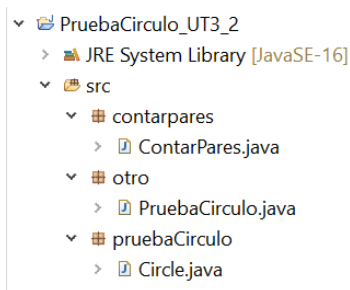 PruebaCirculo_UT3_2
JRE System Library [JavaSE-16]
src
contarpares
ContarPares.java
otro
PruebaCirculo.java
pruebaCirculo
Circle.java